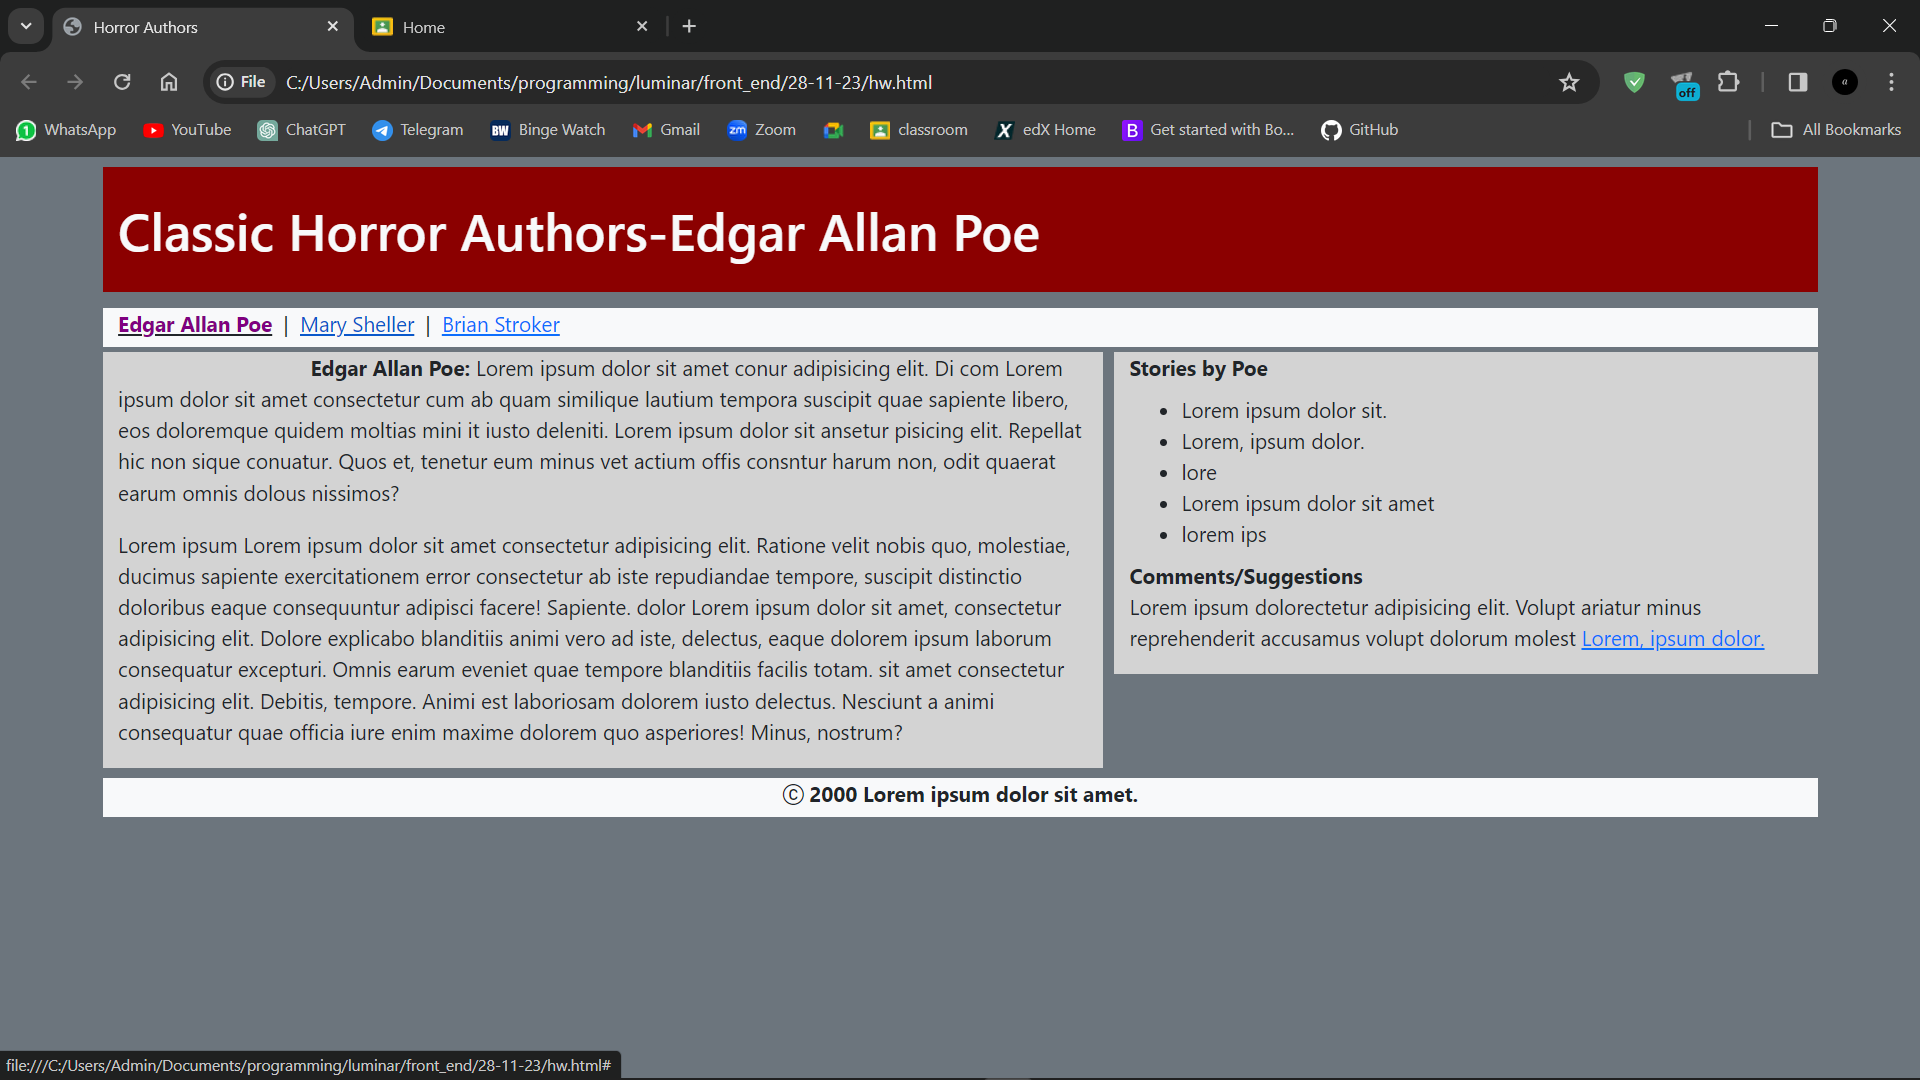 Horror Authors
Home
File C:/Users/Admin/Documents/programming/luminar/front_end/28-11-23/hw.html
off
a
1 WhatsApp YouTube ChatGPT Telegram BW Binge Watch Gmail zm Zoom classroom X edX Home B Get started with Bo... GitHub All Bookmarks
Classic Horror Authors-Edgar Allan Poe
Edgar Allan Poe | Mary Sheller | Brian Stroker
Edgar Allan Poe: Lorem ipsum dolor sit amet conur adipisicing elit. Di com Lorem
ipsum dolor sit amet consectetur cum ab quam similique lautium tempora suscipit quae sapiente libero,
eos doloremque quidem moltias mini it iusto deleniti. Lorem ipsum dolor sit ansetur pisicing elit. Repellat
hic non sique conuatur. Quos et, tenetur eum minus vet actium offis consntur harum non, odit quaerat
earum omnis dolous nissimos?
Lorem ipsum Lorem ipsum dolor sit amet consectetur adipisicing elit. Ratione velit nobis quo, molestiae,
ducimus sapiente exercitationem error consectetur ab iste repudiandae tempore, suscipit distinctio
doloribus eaque consequuntur adipisci facere! Sapiente. dolor Lorem ipsum dolor sit amet, consectetur
adipisicing elit. Dolore explicabo blanditiis animi vero ad iste, delectus, eaque dolorem ipsum laborum
consequatur excepturi. Omnis earum eveniet quae tempore blanditiis facilis totam. sit amet consectetur
adipisicing elit. Debitis, tempore. Animi est laboriosam dolorem iusto delectus. Nesciunt a animi
consequatur quae officia iure enim maxime dolorem quo asperiores! Minus, nostrum?
Stories by Poe
• Lorem ipsum dolor sit.
• Lorem, ipsum dolor.
• lore
• Lorem ipsum dolor sit amet
• lorem ips
Comments/Suggestions
Lorem ipsum dolorectetur adipisicing elit. Volupt ariatur minus
reprehenderit accusamus volupt dolorum molest Lorem, ipsum dolor.
© 2000 Lorem ipsum dolor sit amet.
file:///C:/Users/Admin/Documents/programming/luminar/front_end/28-11-23/hw.html#